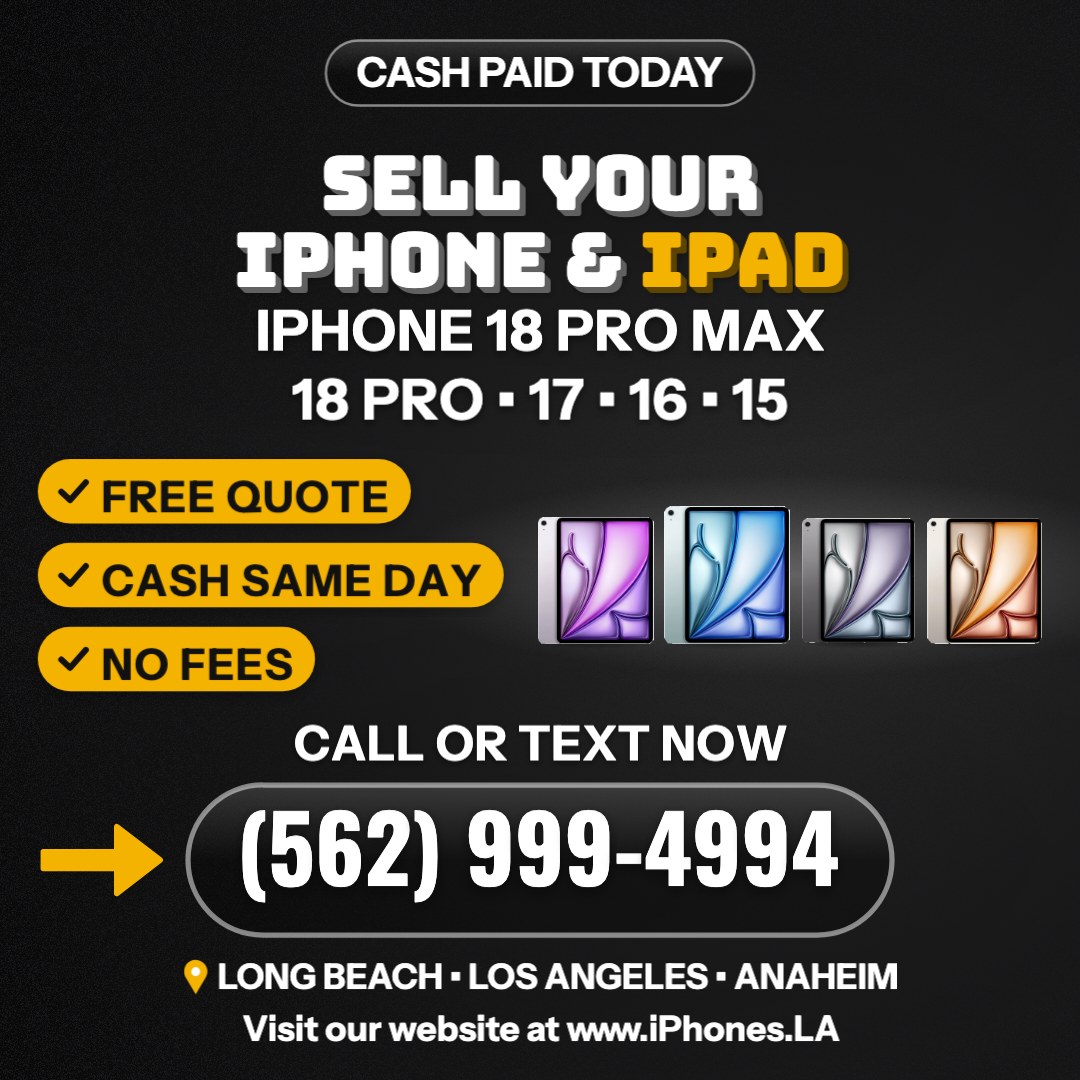 CASH PAID TODAY
SELL YOUR
IPHONE & IPAD
IPHONE 18 PRO MAX
18 PRO ▪ 17 ▪ 16 ▪ 15
✓ FREE QUOTE
✓ CASH SAME DAY
✓ NO FEES
CALL OR TEXT NOW
(562) 999-4994
LONG BEACH ▪ LOS ANGELES ▪ ANAHEIM
Visit our website at www.iPhones.LA